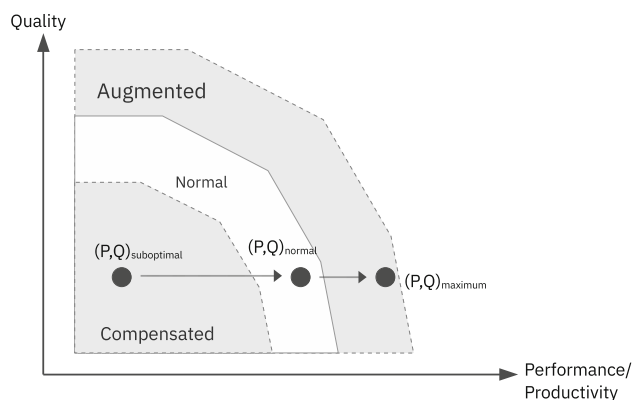 Quality
Augmented
Normal
(P,Q)suboptimal
(P,Q)normal
(P,Q)maximum
Compensated
Performance/
Productivity